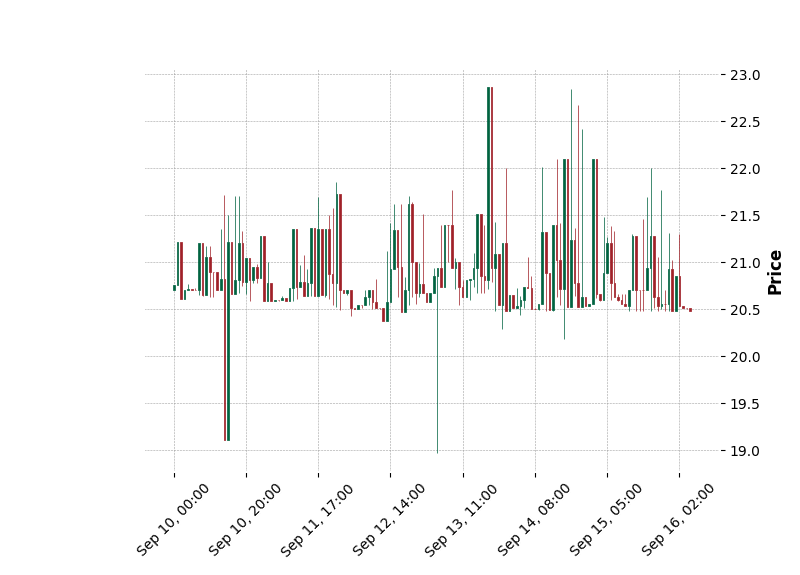 23.0
22.5
22.0
21.5
21.0
20.5
20.0
19.5
19.0
Price
Sep 10, 00:00
Sep 10, 20:00
Sep 11, 17:00
Sep 12, 14:00
Sep 13, 11:00
Sep 14, 08:00
Sep 15, 05:00
Sep 16, 02:00